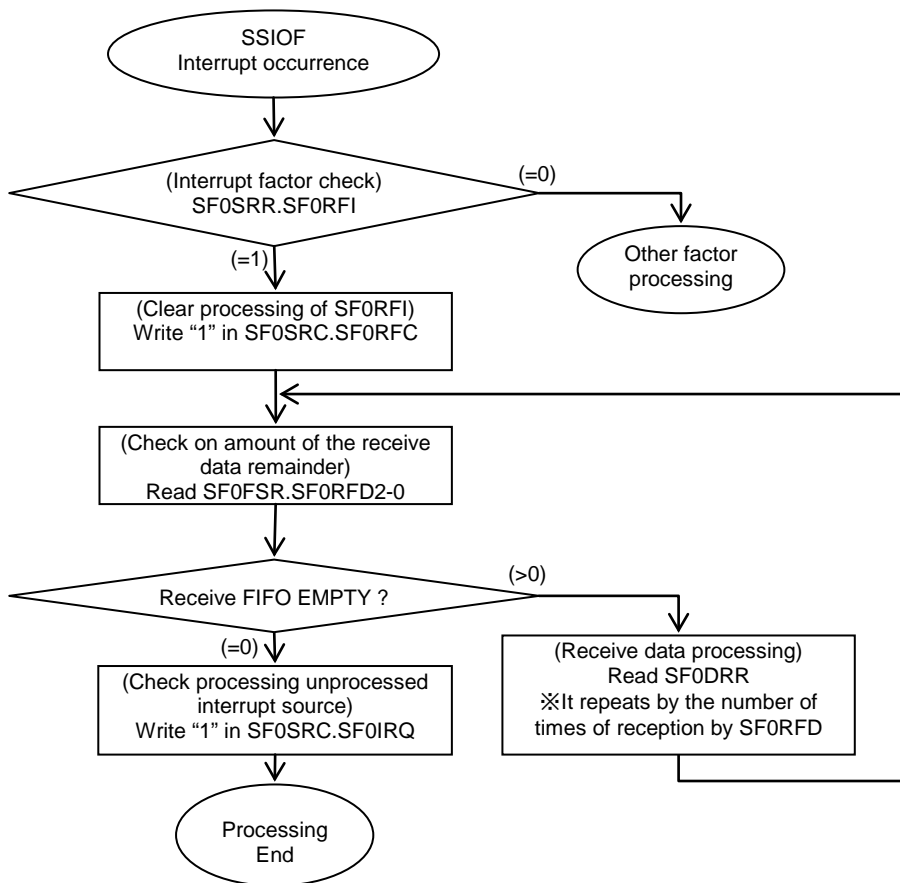 SSIOF
Interrupt occurrence
(Interrupt factor check)
SF0SRR.SF0RFI
(=0)
(=1)
Other factor
processing
(Clear processing of SF0RFI)
Write “1” in SF0SRC.SF0RFC
(Check on amount of the receive
data remainder)
Read SF0FSR.SF0RFD2-0
Receive FIFO EMPTY ?
(>0)
(=0)
(Receive data processing)
Read SF0DRR
※It repeats by the number of
times of reception by SF0RFD
(Check processing unprocessed
interrupt source)
Write “1” in SF0SRC.SF0IRQ
Processing
End